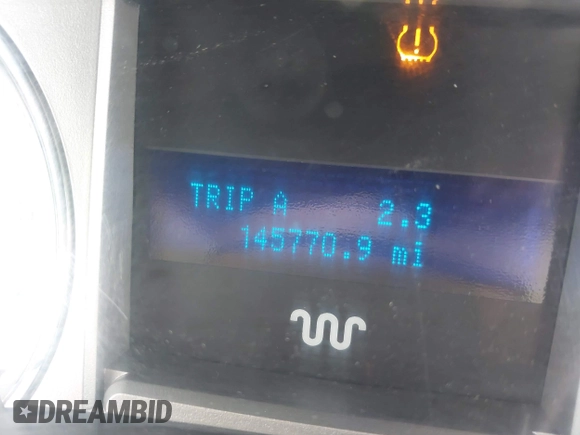 TRIP A 2.3
145770.9 mi
DREAMBID